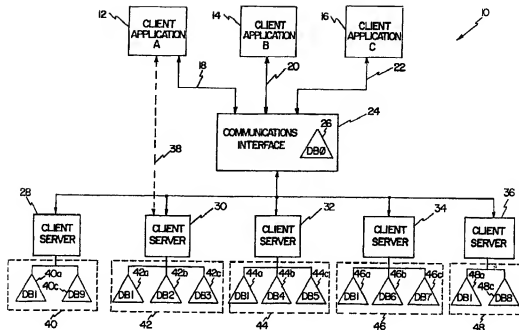 12
CLIENT
APPLICATION
A
14
CLIENT
APPLICATION
B
16
CLIENT
APPLICATION
C
10
18
20
22
24
COMMUNICATIONS
INTERFACE
26
DBØ
38
28
CLIENT
SERVER
30
CLIENT
SERVER
32
CLIENT
SERVER
34
CLIENT
SERVER
36
CLIENT
SERVER
40a
40c
DB1
DB9
40
42a
42b
42c
DB1
DB2
DB3
42
44a
44b
44c
DB1
DB4
DB5
44
46a
46b
46c
DB1
DB6
DB7
46
48a
48c
DB1
DB8
48